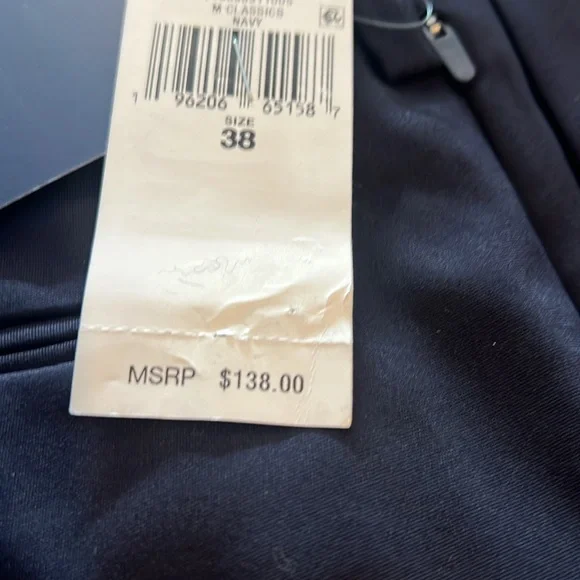 M CLASSICS
NAVY
1 96206 65158 7
SIZE
38
MSRP $138.00